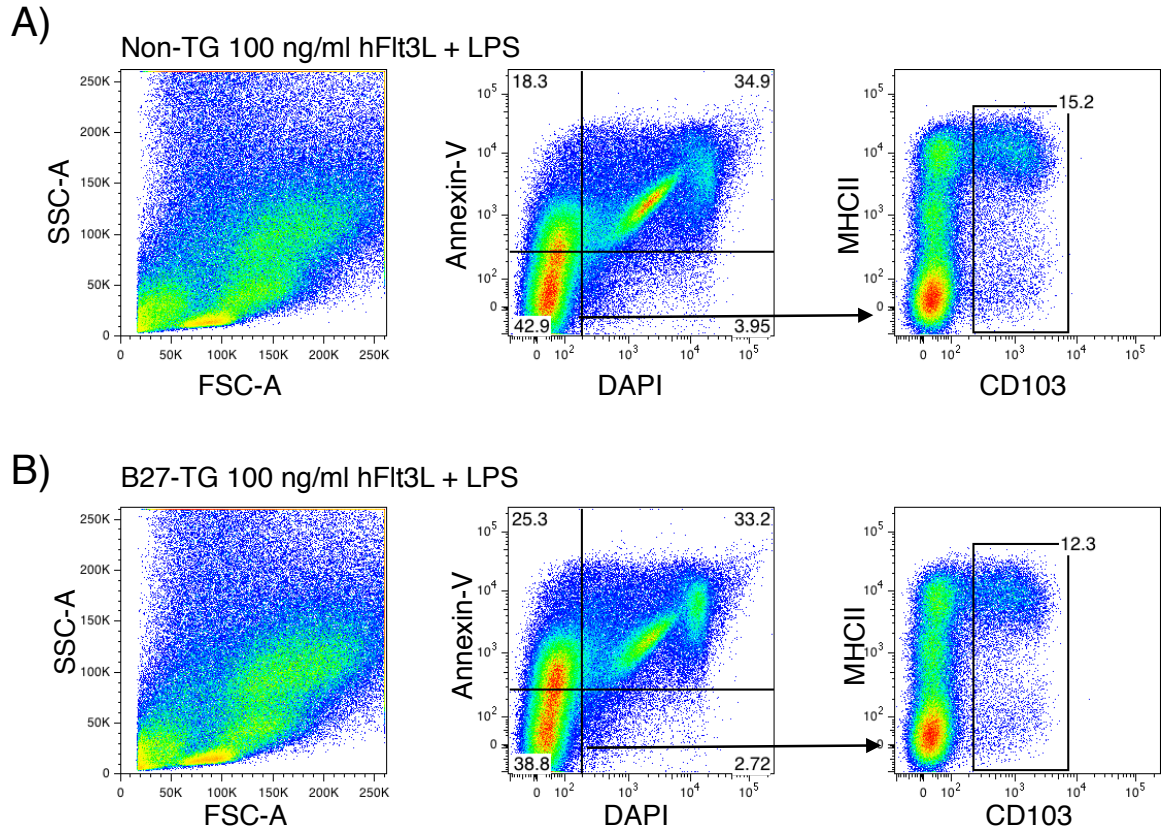 A)
Non-TG 100 ng/ml hFlt3L + LPS
SSC-A
250K
200K
150K
100K
50K
0
0 50K 100K 150K 200K 250K
FSC-A
Annexin-V
18.3 34.9
10^5
10^4
10^3
10^2
0
42.9 3.95
0 10^2 10^3 10^4 10^5
DAPI
MHCII
15.2
10^5
10^4
10^3
10^2
0
0 10^2 10^3 10^4 10^5
CD103
B)
B27-TG 100 ng/ml hFlt3L + LPS
SSC-A
250K
200K
150K
100K
50K
0
0 50K 100K 150K 200K 250K
FSC-A
Annexin-V
25.3 33.2
10^5
10^4
10^3
10^2
0
38.8 2.72
0 10^2 10^3 10^4 10^5
DAPI
MHCII
12.3
10^5
10^4
10^3
10^2
0
0 10^2 10^3 10^4 10^5
CD103